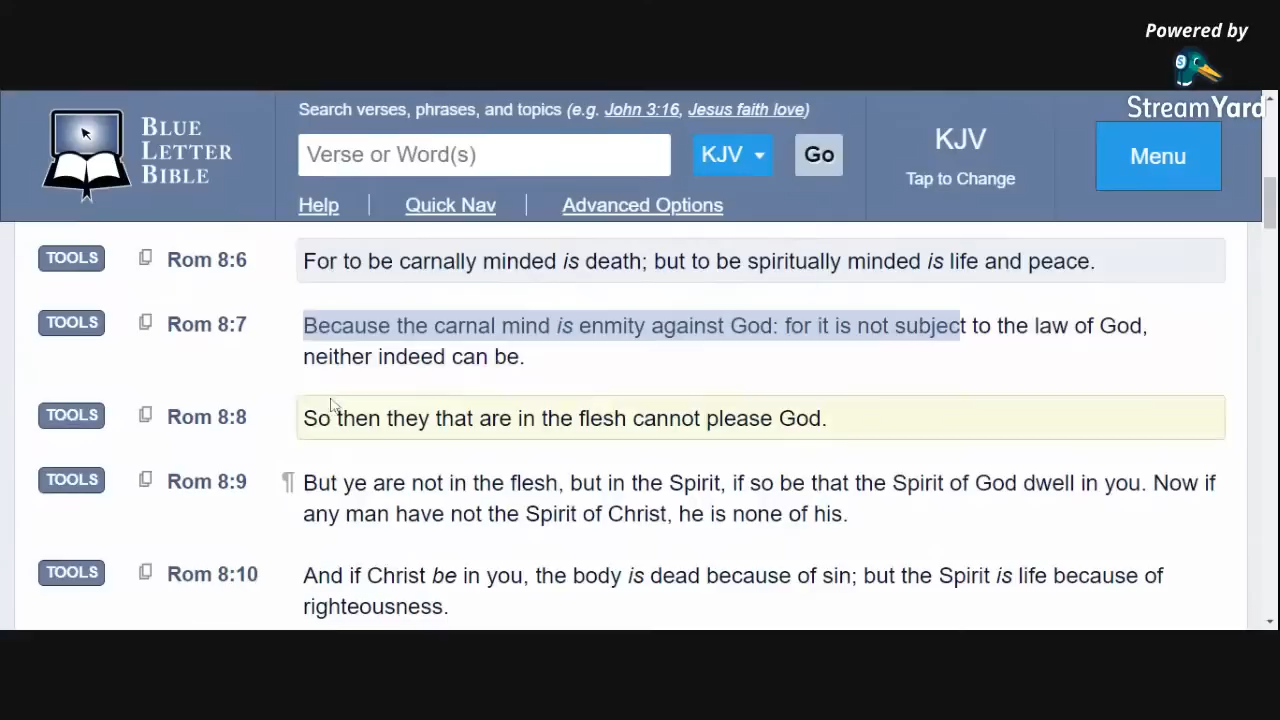 Powered by
StreamYard
BLUE
LETTER
BIBLE
Search verses, phrases, and topics (e.g. John 3:16, Jesus faith love)
Verse or Word(s)
KJV
Go
Help
Quick Nav
Advanced Options
KJV
Tap to Change
Menu
TOOLS Rom 8:6 For to be carnally minded is death; but to be spiritually minded is life and peace.
TOOLS Rom 8:7 Because the carnal mind is enmity against God: for it is not subject to the law of God,
neither indeed can be.
TOOLS Rom 8:8 So then they that are in the flesh cannot please God.
TOOLS Rom 8:9 ¶ But ye are not in the flesh, but in the Spirit, if so be that the Spirit of God dwell in you. Now if
any man have not the Spirit of Christ, he is none of his.
TOOLS Rom 8:10 And if Christ be in you, the body is dead because of sin; but the Spirit is life because of
righteousness.